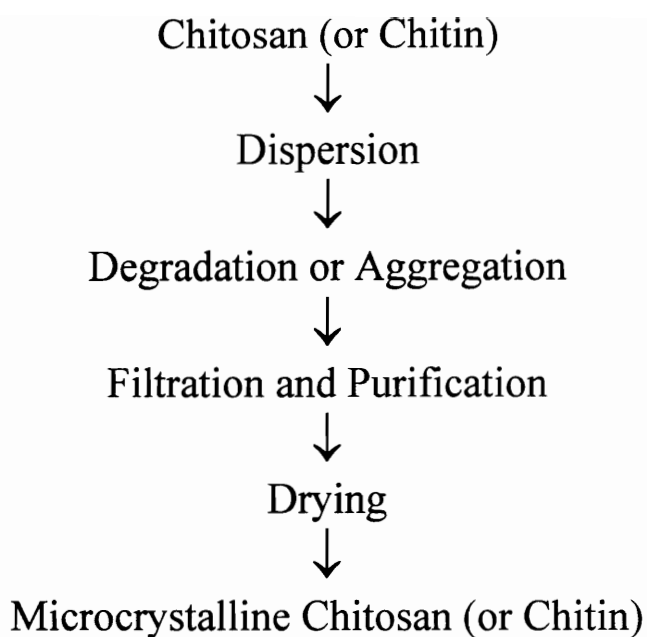 Chitosan (or Chitin)
Dispersion
Degradation or Aggregation
Filtration and Purification
Drying
Microcrystalline Chitosan (or Chitin)